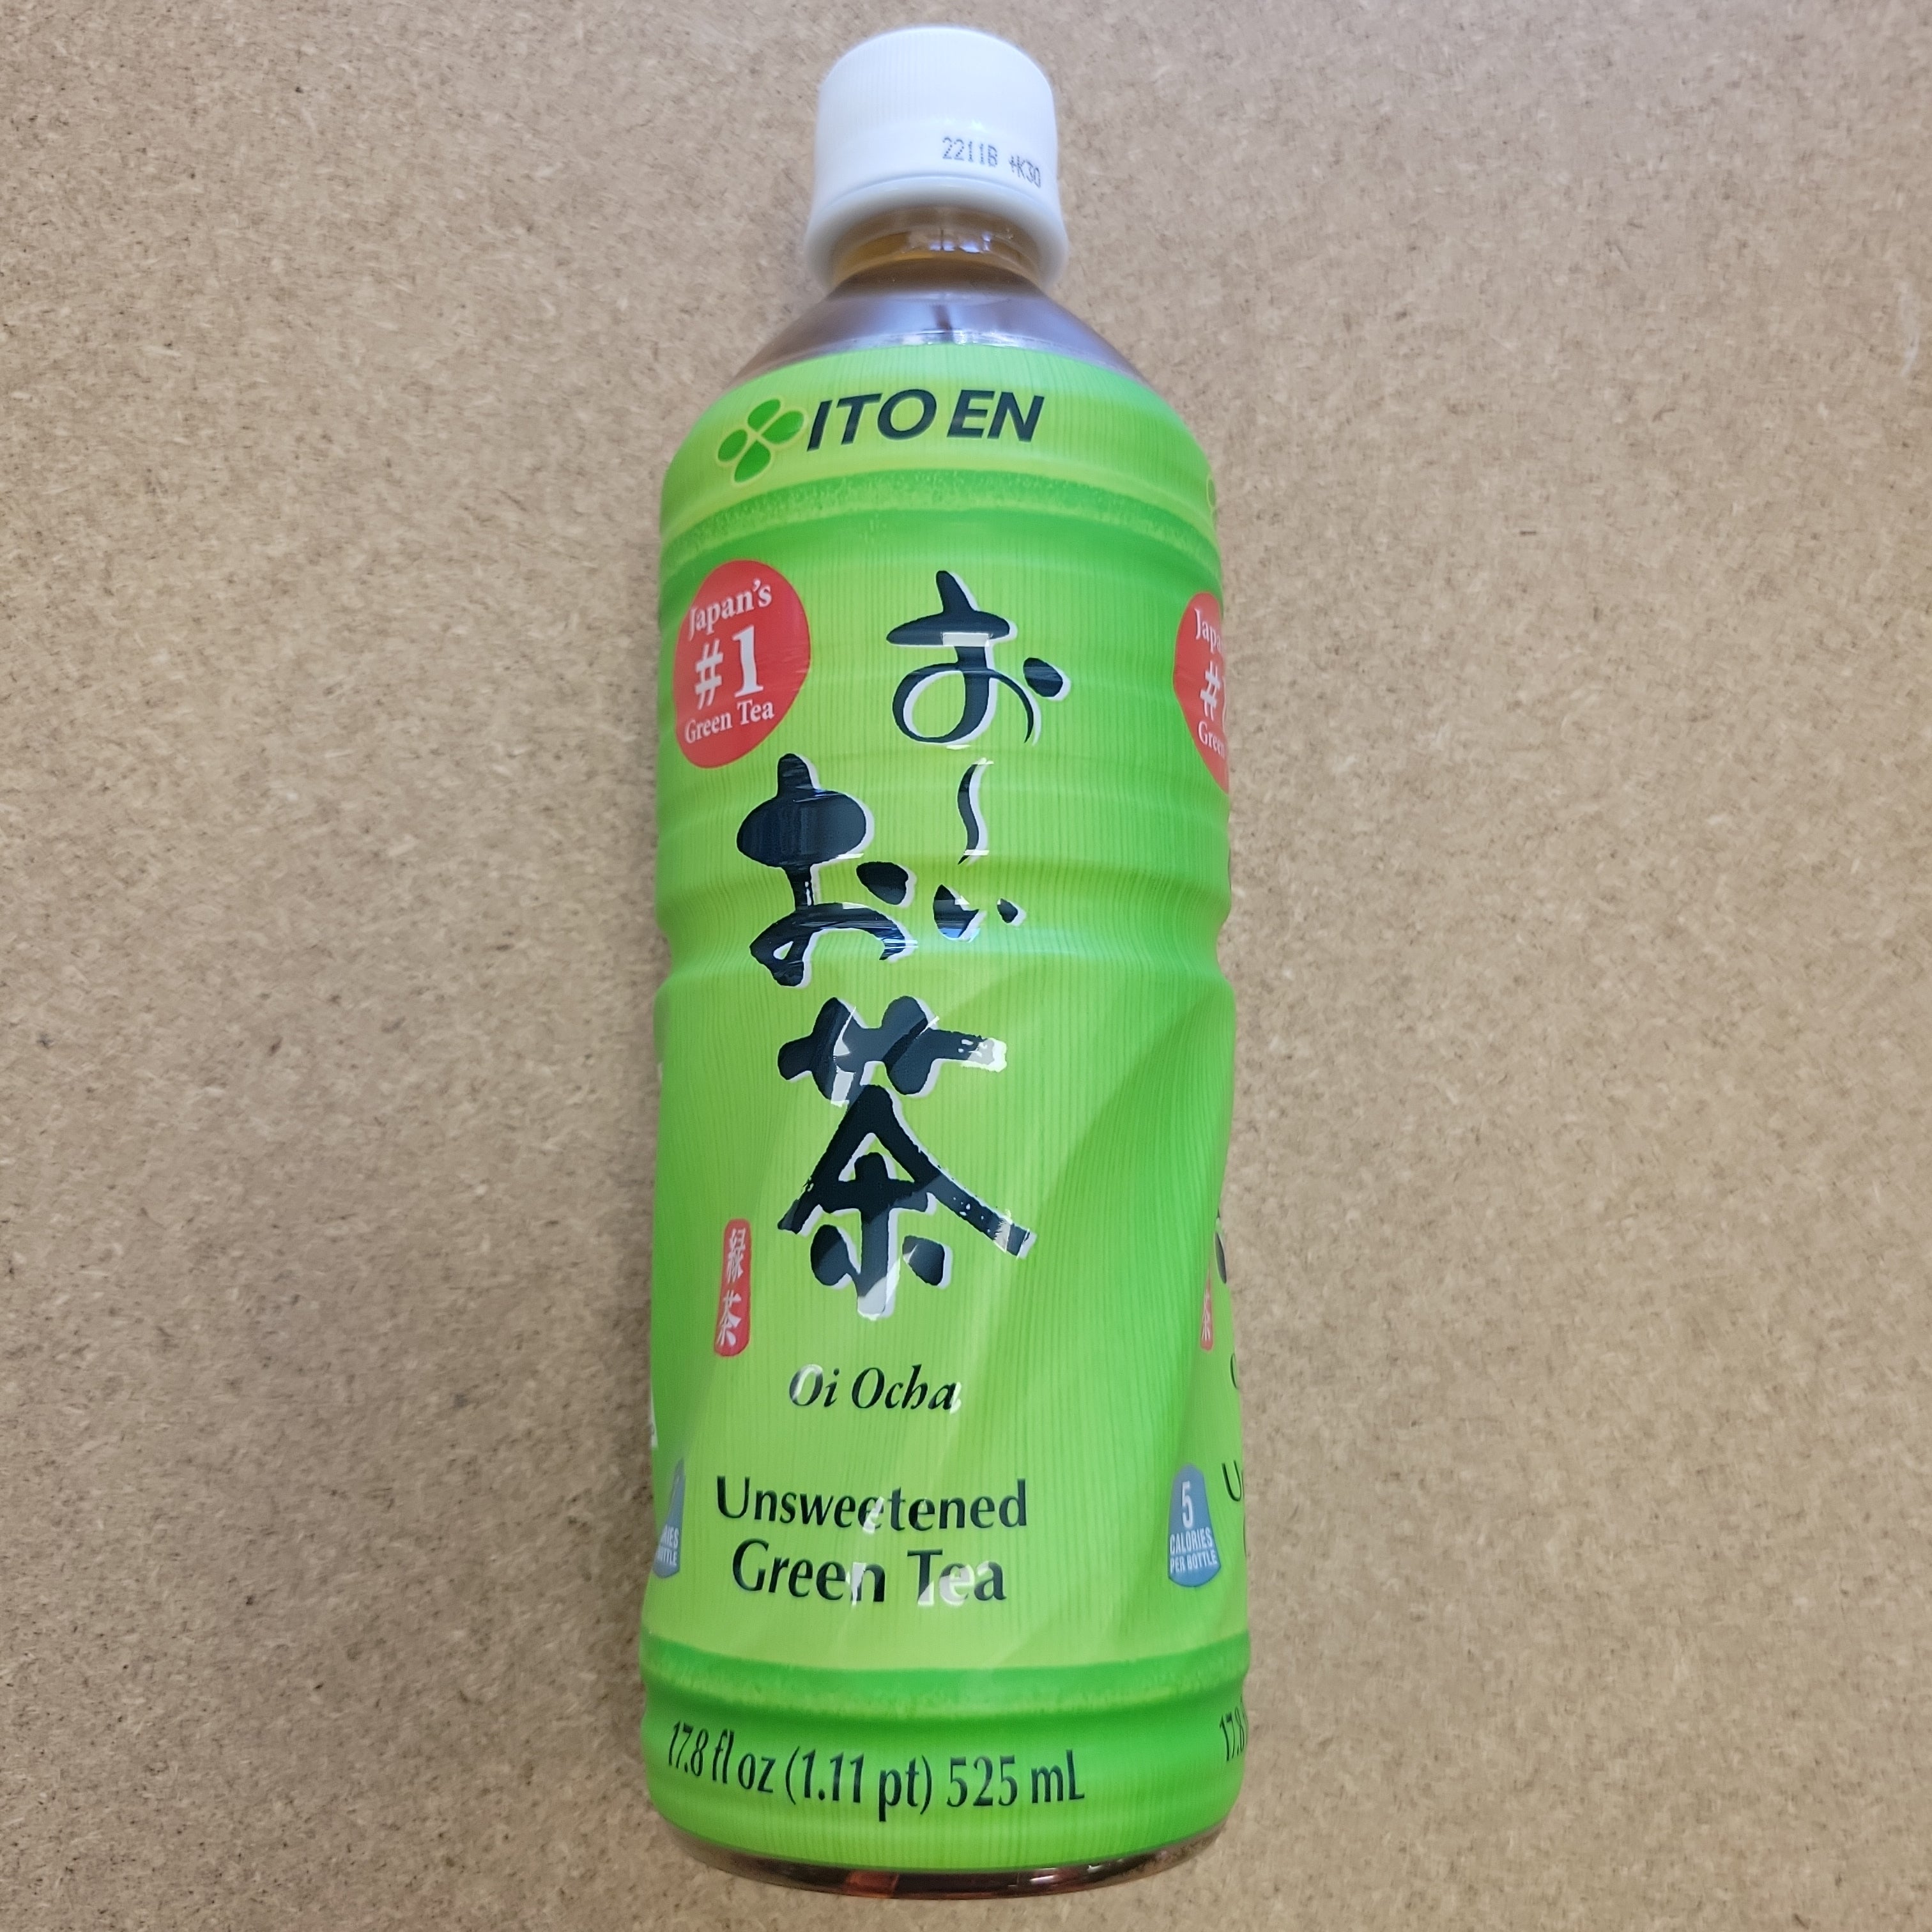 2211B +K30
ITO EN
Japan's
#1
Green Tea
お〜い
お茶
緑茶
Oi Ocha
Unsweetened
Green Tea
5
CALORIES
PER BOTTLE
17.8 fl oz (1.11 pt) 525 mL